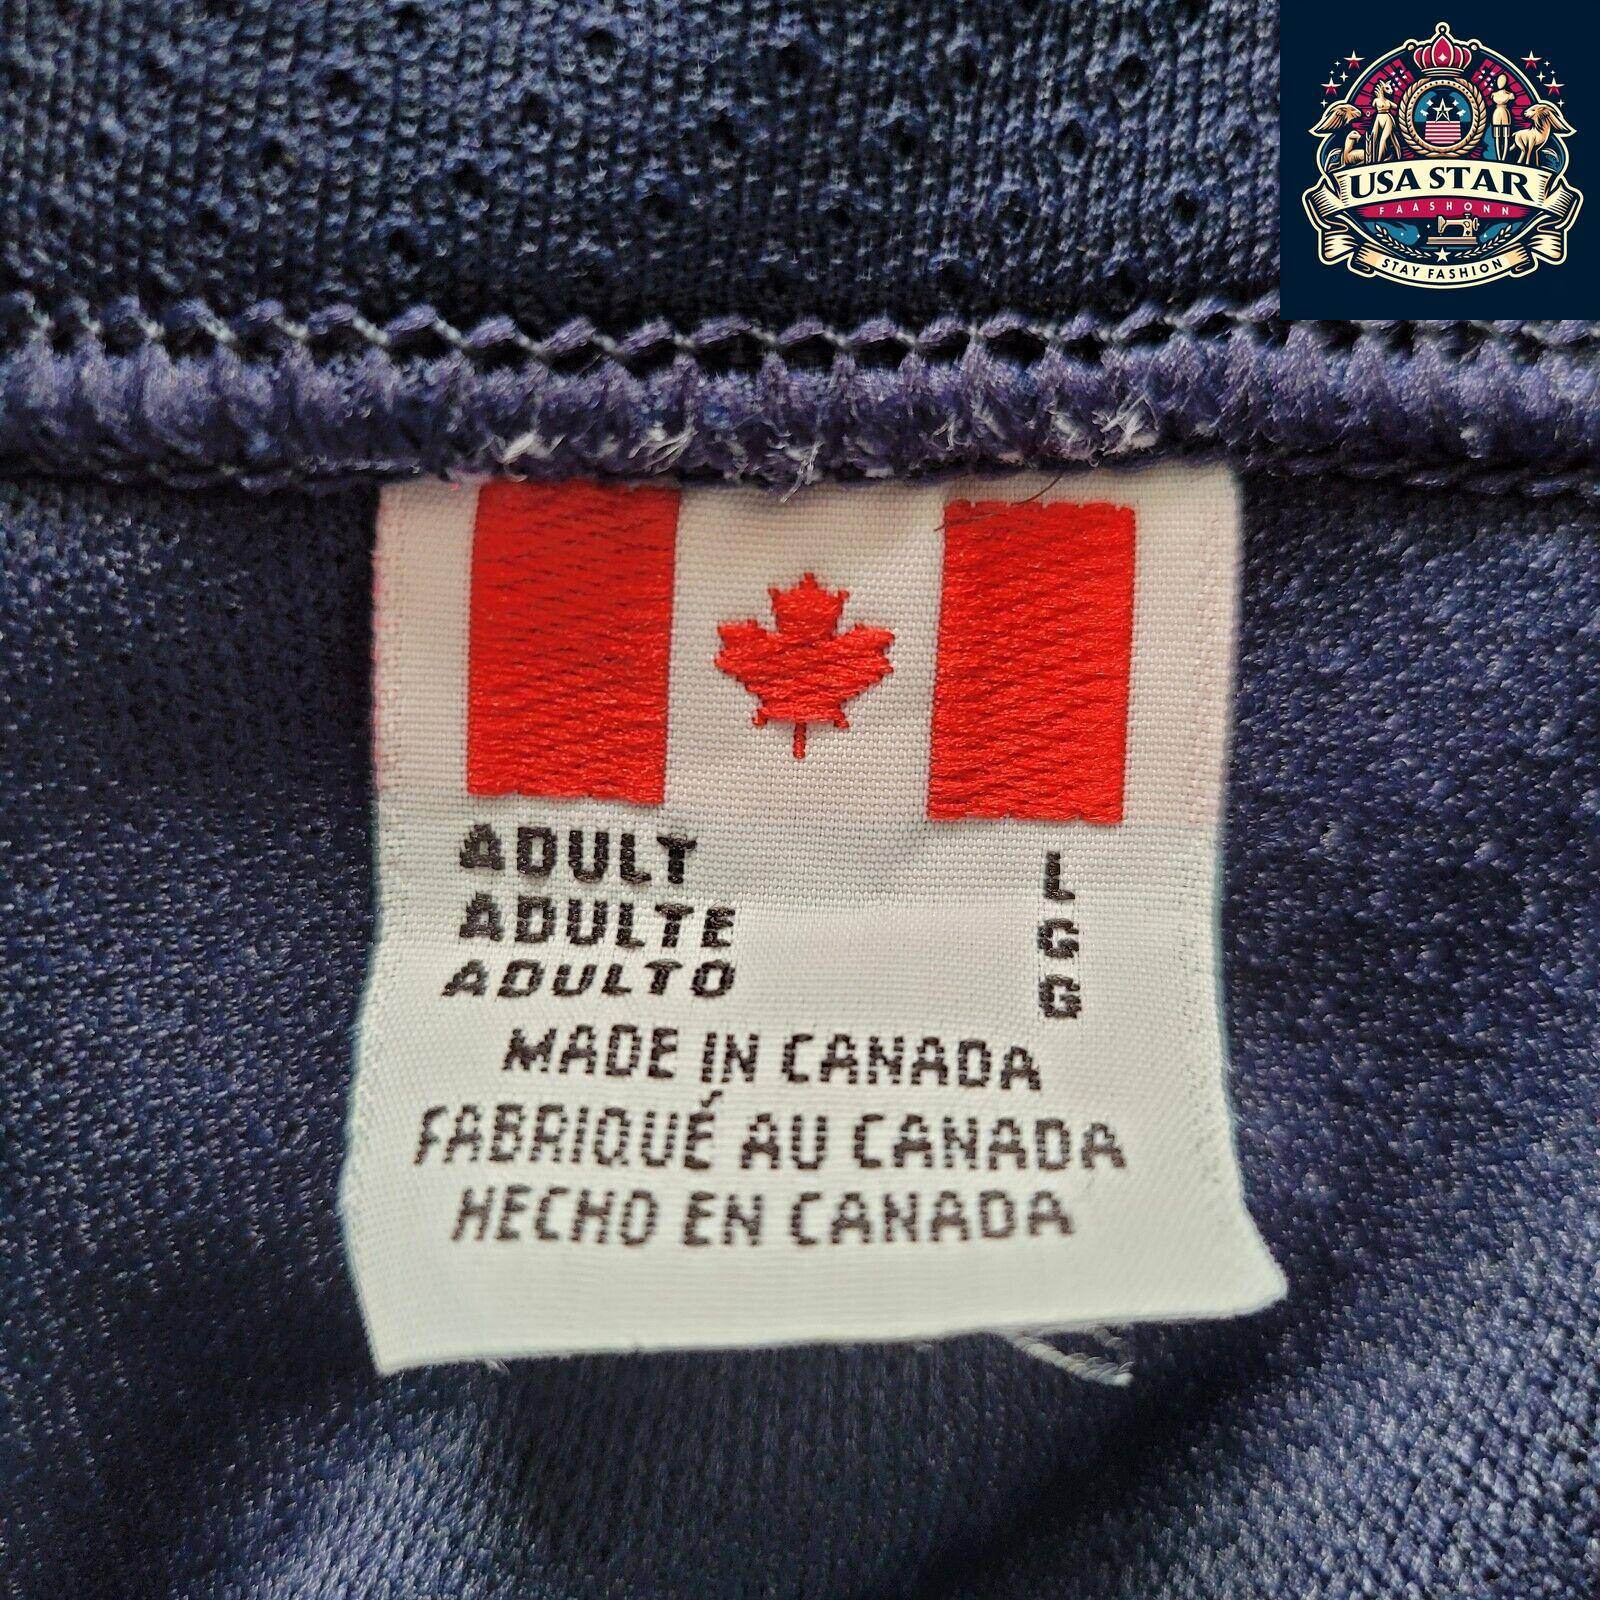 USA STAR
FAASHONN
STAY FASHION
ADULT L
ADULTE G
ADULTO G
MADE IN CANADA
FABRIQUÉ AU CANADA
HECHO EN CANADA